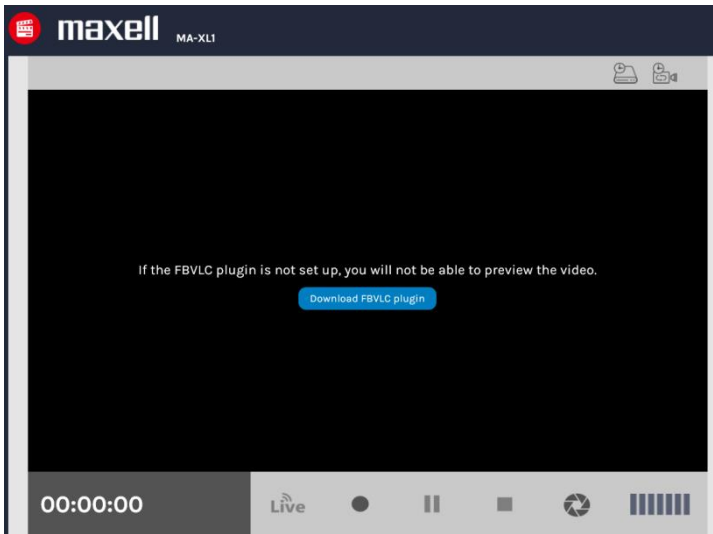 maxell MA-XL1
If the FBVLC plugin is not set up, you will not be able to preview the video.
Download FBVLC plugin
00:00:00 Live